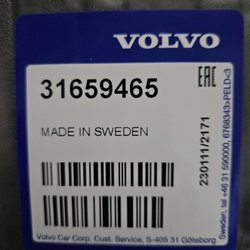 VOLVO
31659465
EAC
MADE IN SWEDEN
230111/2171
6768343>PELD<3
Sweden, tel +46 31 590000,
Volvo Car Corp. Cust. Service, S-405 31 Göteborg